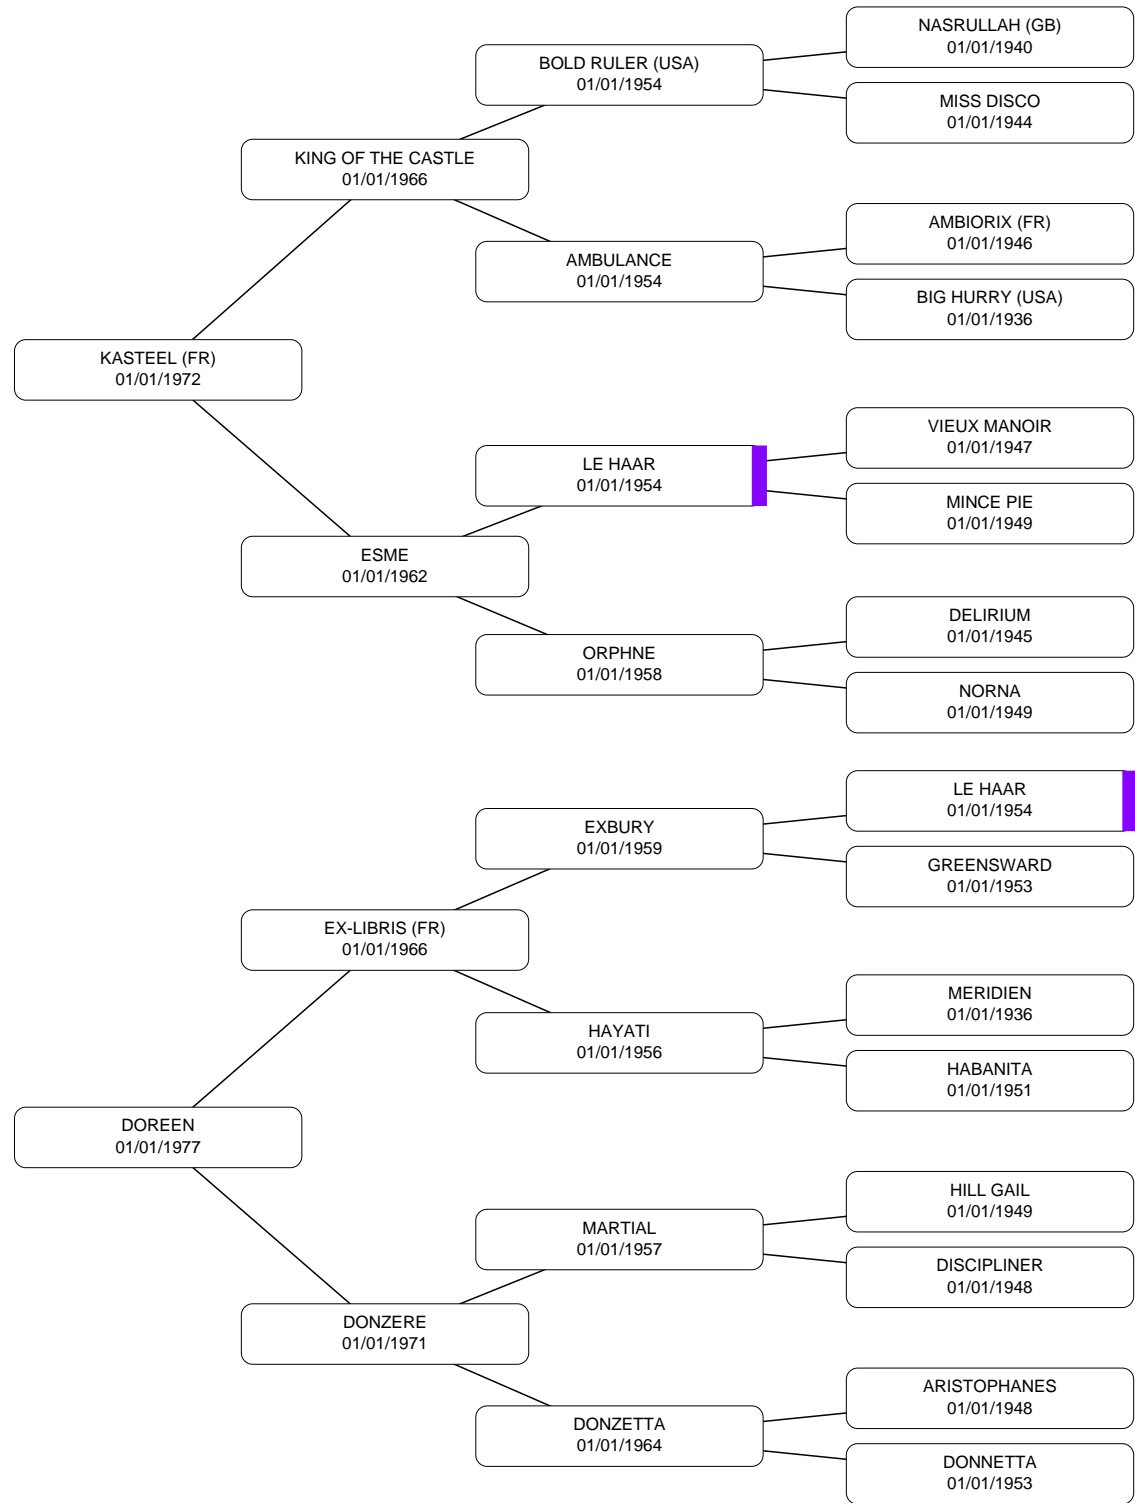 NASRULLAH (GB)
01/01/1940
BOLD RULER (USA)
01/01/1954
MISS DISCO
01/01/1944
KING OF THE CASTLE
01/01/1966
AMBIORIX (FR)
01/01/1946
AMBULANCE
01/01/1954
BIG HURRY (USA)
01/01/1936
KASTEEL (FR)
01/01/1972
VIEUX MANOIR
01/01/1947
LE HAAR
01/01/1954
MINCE PIE
01/01/1949
ESME
01/01/1962
DELIRIUM
01/01/1945
ORPHNE
01/01/1958
NORNA
01/01/1949
LE HAAR
01/01/1954
EXBURY
01/01/1959
GREENSWARD
01/01/1953
EX-LIBRIS (FR)
01/01/1966
MERIDIEN
01/01/1936
HAYATI
01/01/1956
HABANITA
01/01/1951
DOREEN
01/01/1977
HILL GAIL
01/01/1949
MARTIAL
01/01/1957
DISCIPLINER
01/01/1948
DONZERE
01/01/1971
ARISTOPHANES
01/01/1948
DONZETTA
01/01/1964
DONNETTA
01/01/1953